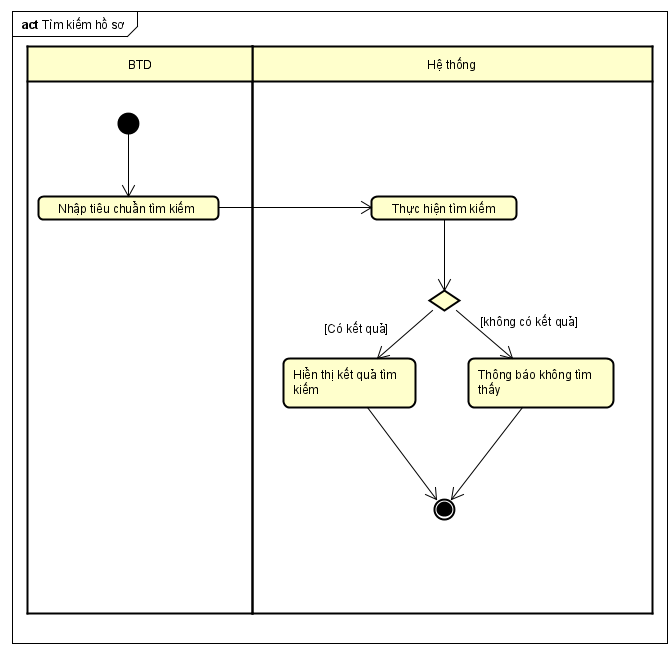 act Tìm kiếm hồ sơ
BTD
Hệ thống
Nhập tiêu chuẩn tìm kiếm
Thực hiện tìm kiếm
[Có kết quả]
[không có kết quả]
Hiển thị kết quả tìm
kiếm
Thông báo không tìm
thấy